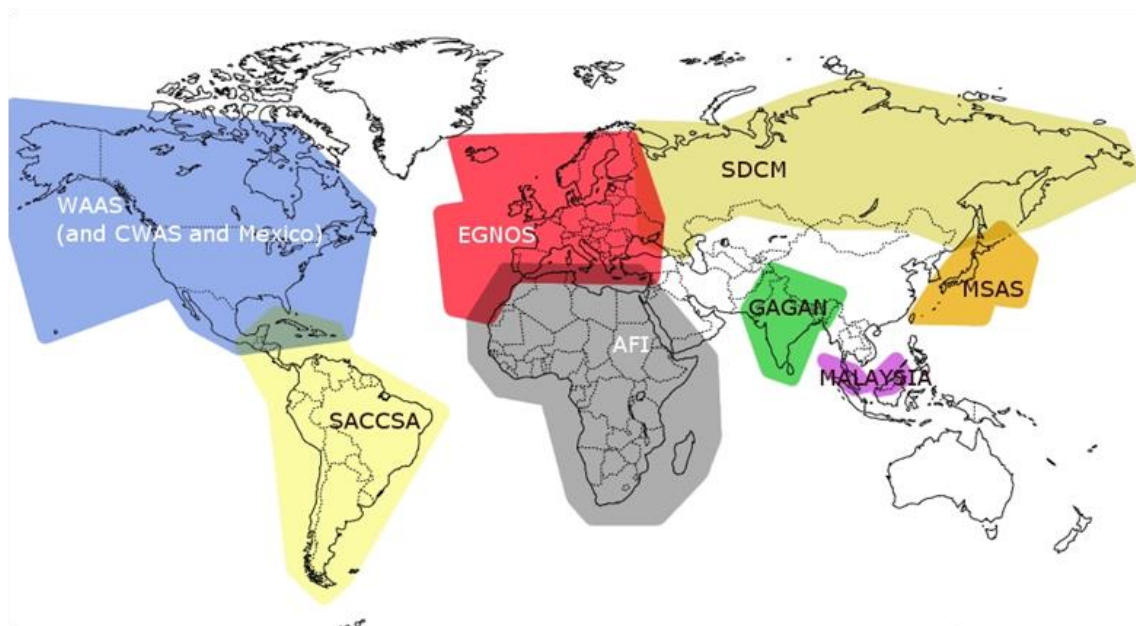 SDCM
WAAS
(and CWAS and Mexico)
EGNOS
MSAS
GAGAN
AFI
MALAYSIA
SACCSA